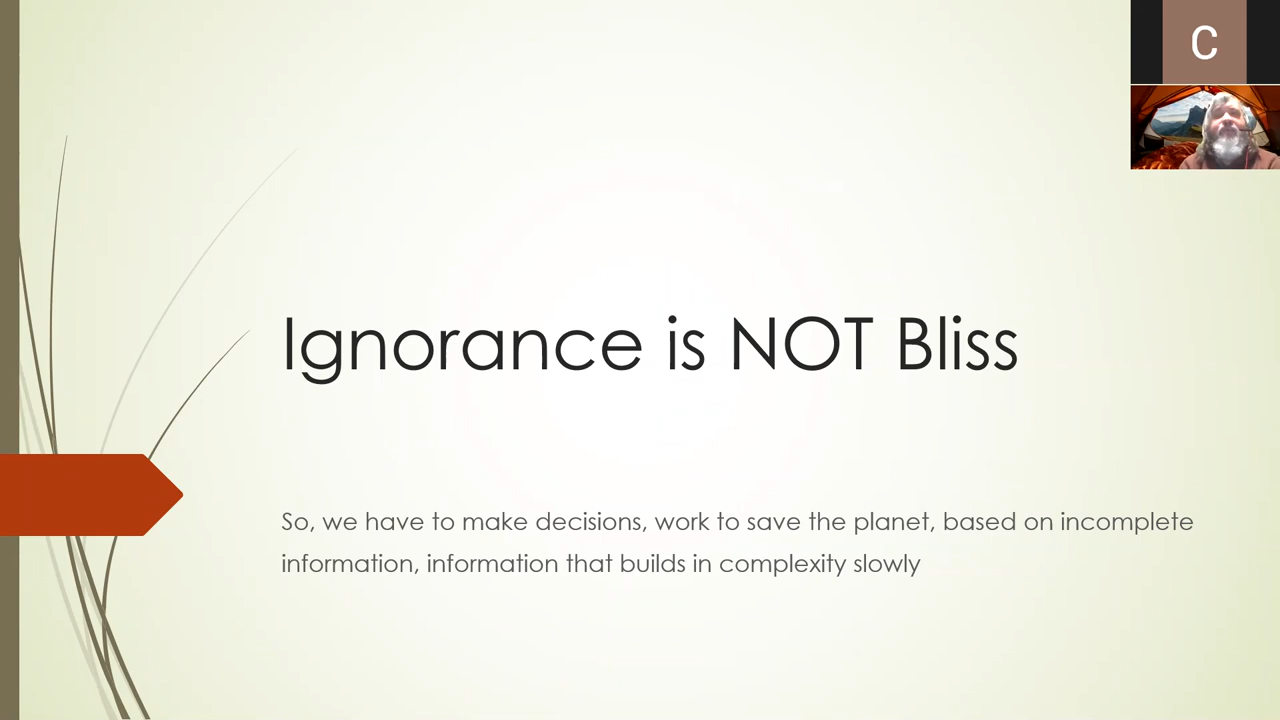 C
Ignorance is NOT Bliss
So, we have to make decisions, work to save the planet, based on incomplete
information, information that builds in complexity slowly